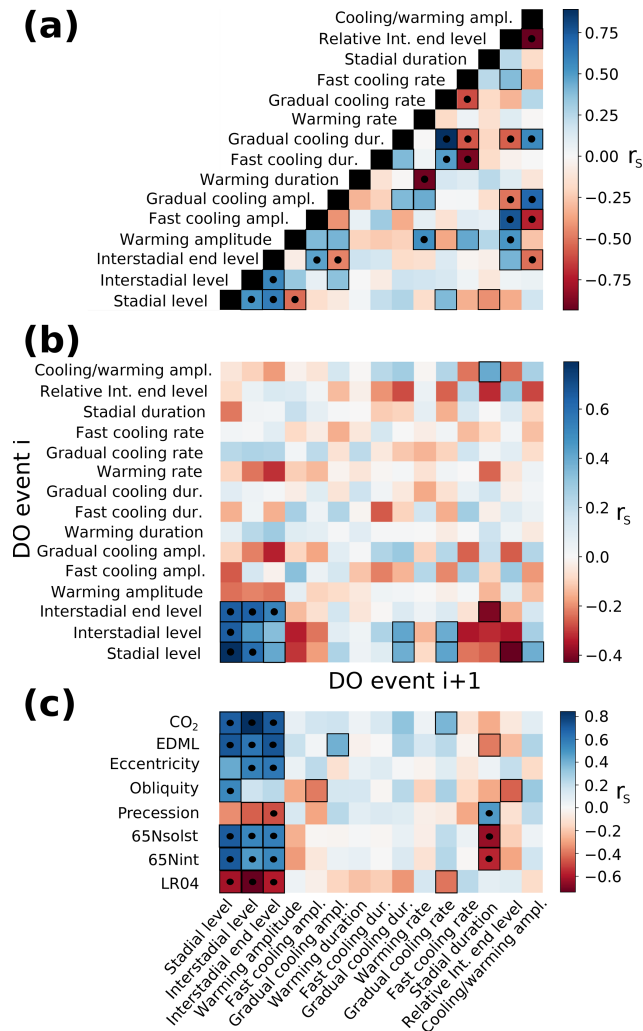 (a)
Cooling/warming ampl.
Relative Int. end level
Stadial duration
Fast cooling rate
Gradual cooling rate
Warming rate
Gradual cooling dur.
Fast cooling dur.
Warming duration
Gradual cooling ampl.
Fast cooling ampl.
Warming amplitude
Interstadial end level
Interstadial level
Stadial level
0.75
0.50
0.25
0.00
−0.25
−0.50
−0.75
rS
(b)
DO event i
Cooling/warming ampl.
Relative Int. end level
Stadial duration
Fast cooling rate
Gradual cooling rate
Warming rate
Gradual cooling dur.
Fast cooling dur.
Warming duration
Gradual cooling ampl.
Fast cooling ampl.
Warming amplitude
Interstadial end level
Interstadial level
Stadial level
DO event i+1
0.6
0.4
0.2
0.0
−0.2
−0.4
rS
(c)
CO2
EDML
Eccentricity
Obliquity
Precession
65Nsolst
65Nint
LR04
0.8
0.6
0.4
0.2
0.0
−0.2
−0.4
−0.6
rS
Stadial level
Interstadial level
Interstadial end level
Warming amplitude
Fast cooling ampl.
Gradual cooling ampl.
Warming duration
Fast cooling dur.
Gradual cooling dur.
Warming rate
Gradual cooling rate
Fast cooling rate
Stadial duration
Relative Int. end level
Cooling/warming ampl.